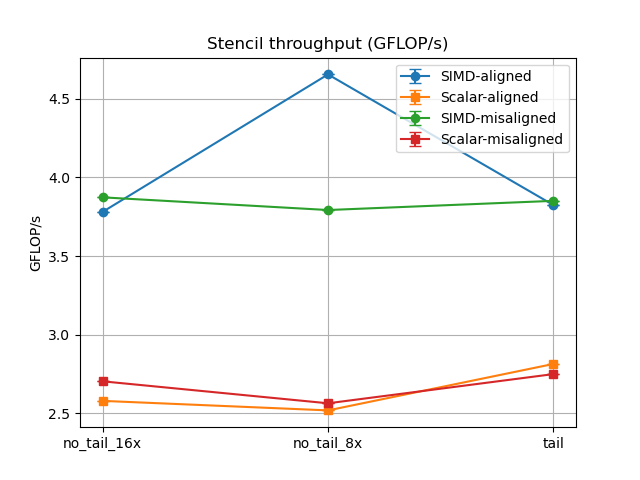 Stencil throughput (GFLOP/s)
SIMD-aligned
Scalar-aligned
SIMD-misaligned
Scalar-misaligned
GFLOP/s
4.5
4.0
3.5
3.0
2.5
no_tail_16x
no_tail_8x
tail